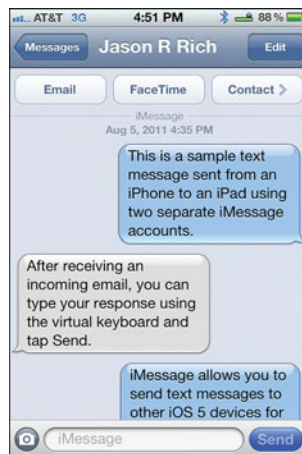 AT&T 3G 4:51 PM 88%
Messages Jason R Rich Edit
Email FaceTime Contact
iMessage
Aug 5, 2011 4:35 PM
This is a sample text
message sent from an
iPhone to an iPad using
two separate iMessage
accounts.
After receiving an
incoming email, you can
type your response using
the virtual keyboard and
tap Send.
iMessage allows you to
send text messages to
other iOS 5 devices for
iMessage Send